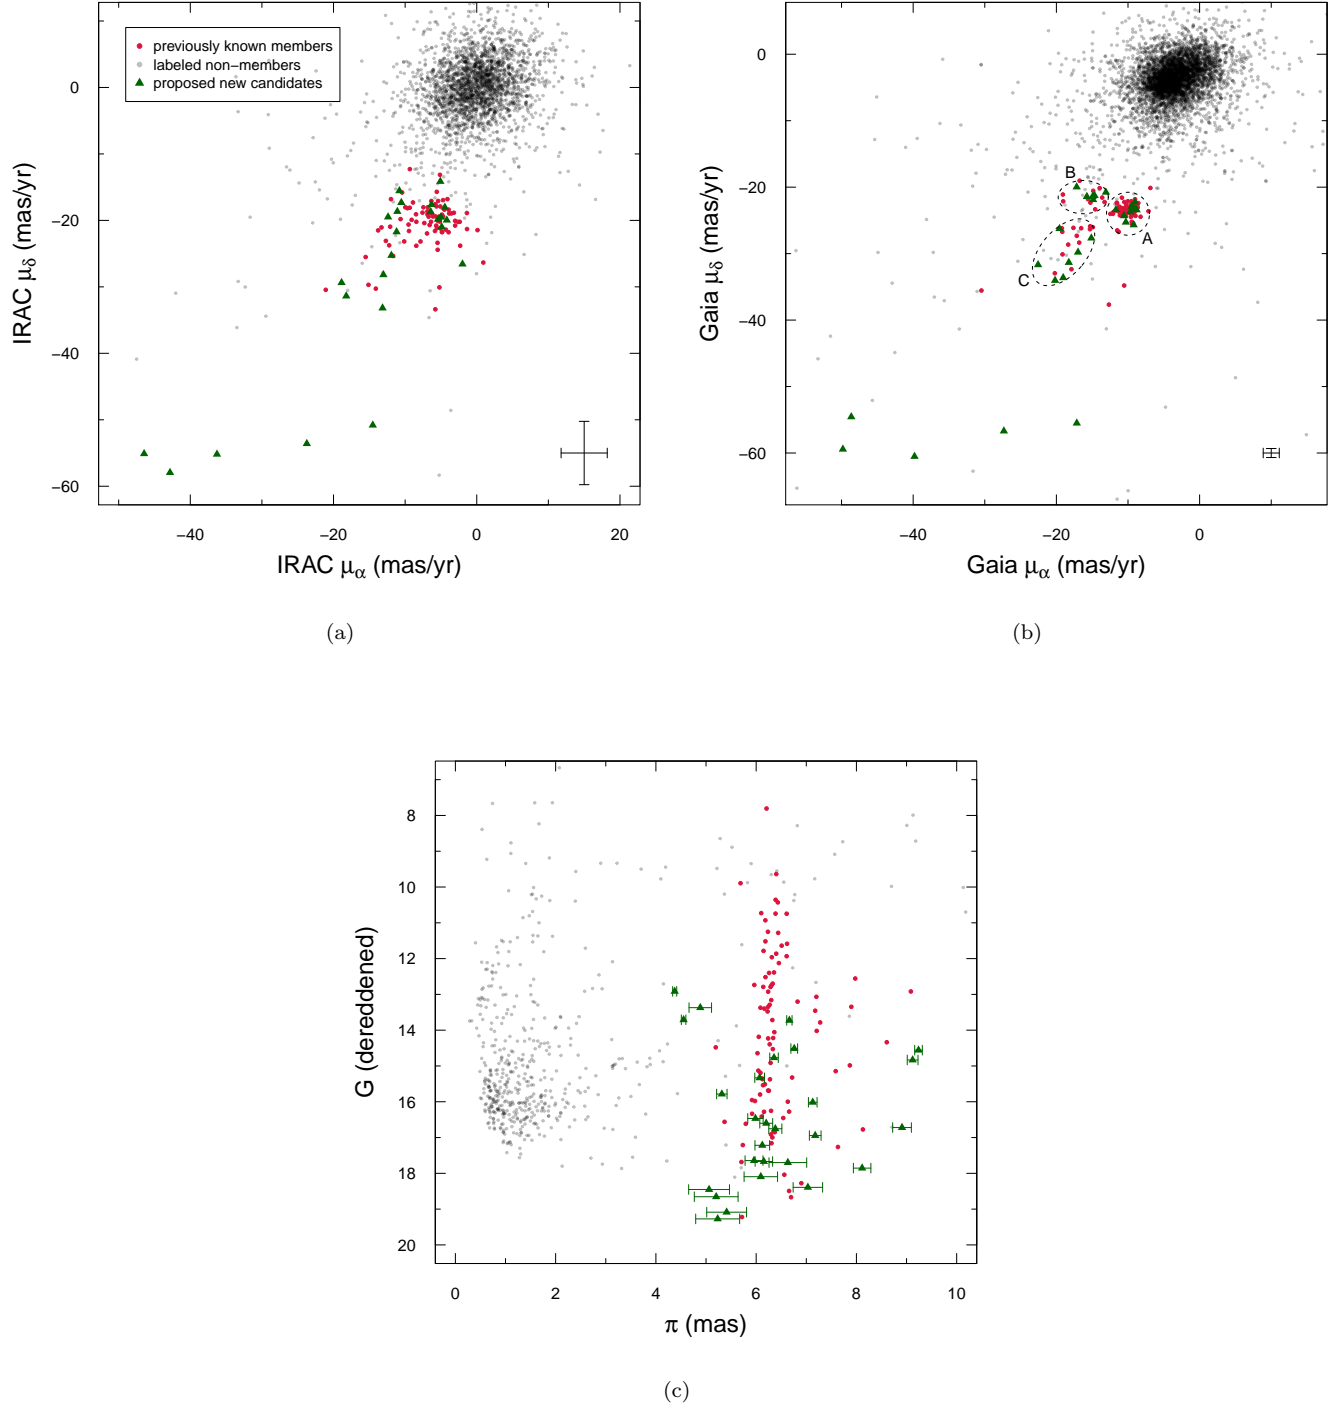 previously known members
labeled non-members
proposed new candidates
0
−20
−40
−60
IRAC μδ (mas/yr)
−40
−20
0
20
IRAC μα (mas/yr)
(a)
0
−20
−40
−60
Gaia μδ (mas/yr)
B
A
C
−40
−20
0
Gaia μα (mas/yr)
(b)
8
10
12
14
16
18
20
G (dereddened)
0
2
4
6
8
10
π (mas)
(c)